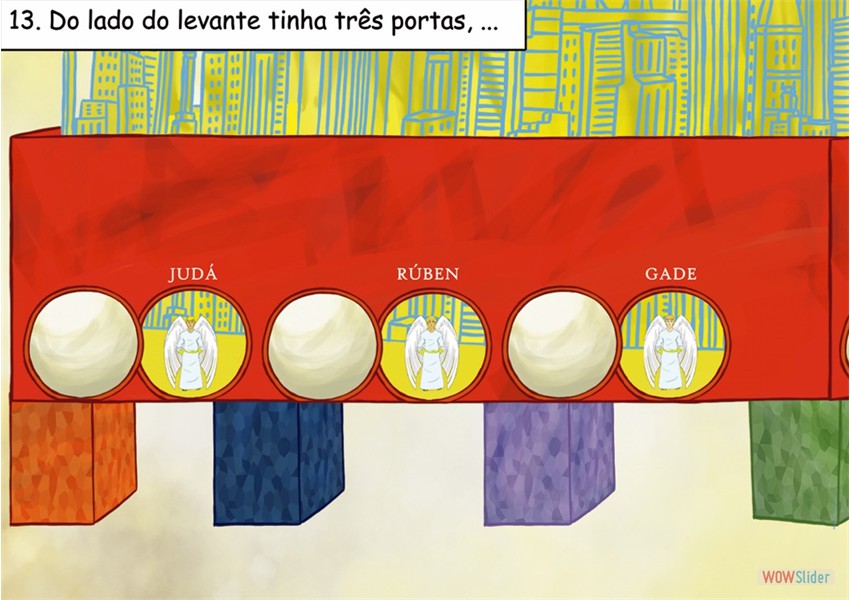 13. Do lado do levante tinha três portas, ...
JUDÁ RÚBEN GADE
WOWSlider